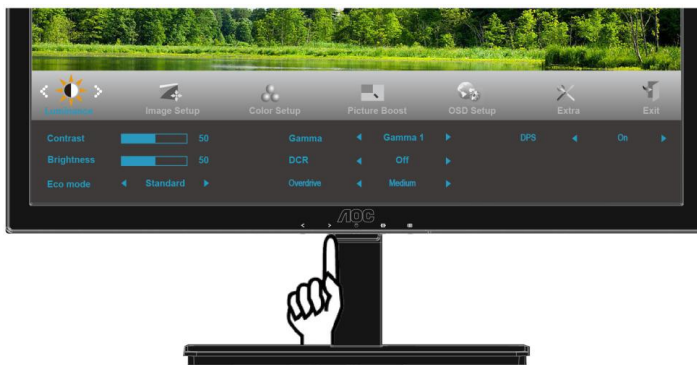 Luminance Image Setup Color Setup Picture Boost OSD Setup Extra Exit
Contrast 50 Gamma Gamma 1 DPS On
Brightness 50 DCR Off
Eco mode Standard Overdrive Medium
AOC